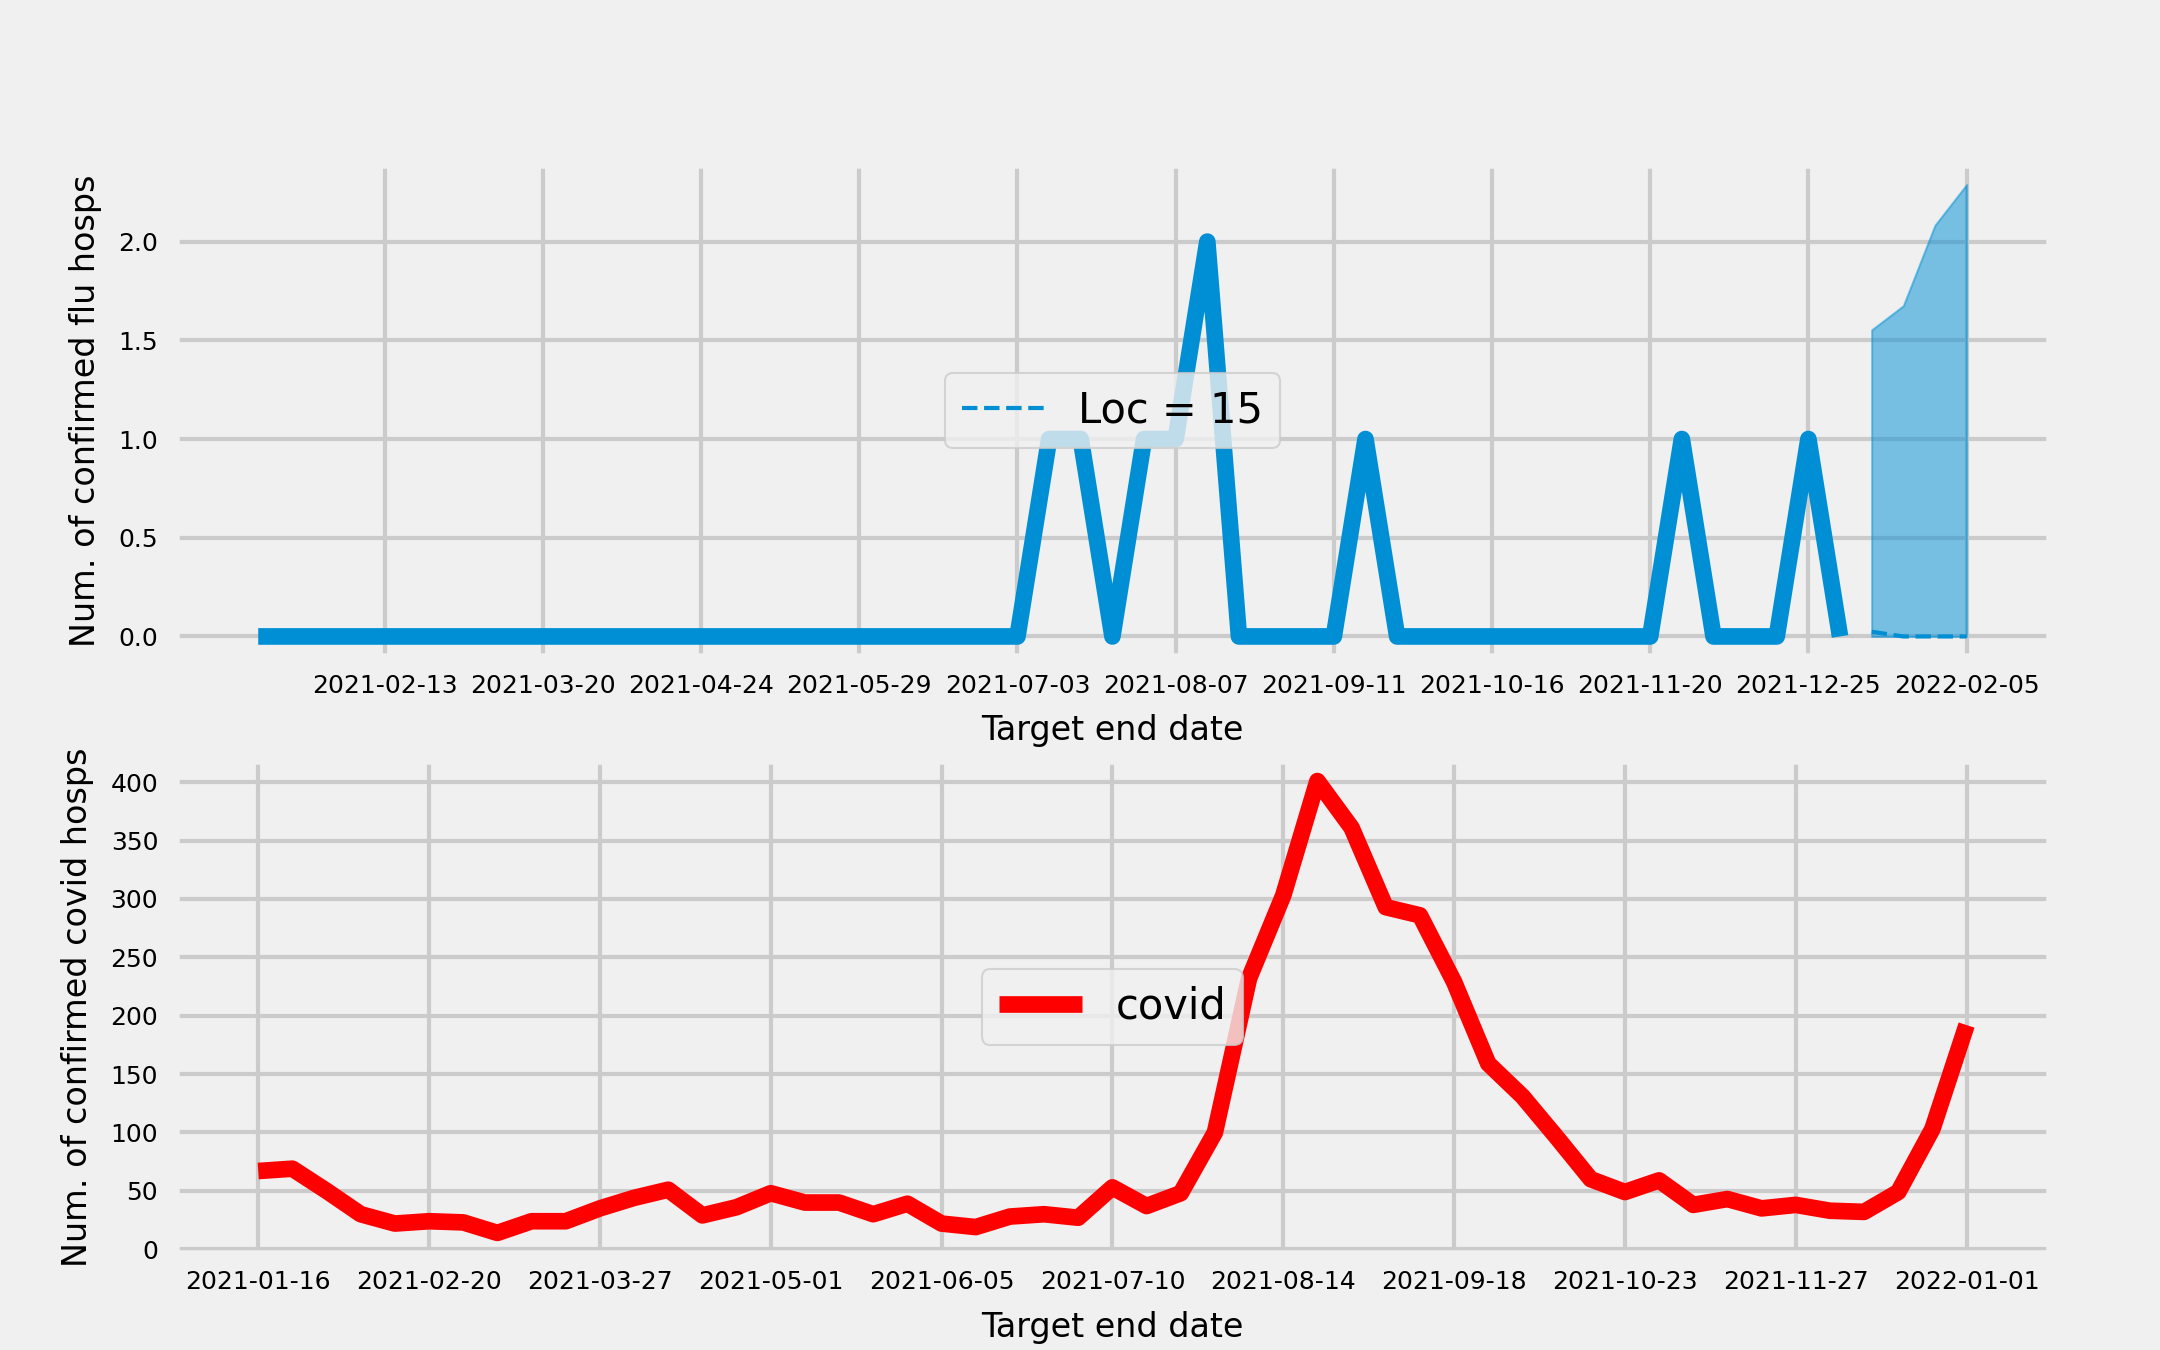 Num. of confirmed flu hosps
2.0
1.5
1.0
0.5
0.0
Loc = 15
2021-02-13 2021-03-20 2021-04-24 2021-05-29 2021-07-03 2021-08-07 2021-09-11 2021-10-16 2021-11-20 2021-12-25 2022-02-05
Target end date
Num. of confirmed covid hosps
400
350
300
250
200
150
100
50
0
covid
2021-01-16 2021-02-20 2021-03-27 2021-05-01 2021-06-05 2021-07-10 2021-08-14 2021-09-18 2021-10-23 2021-11-27 2022-01-01
Target end date